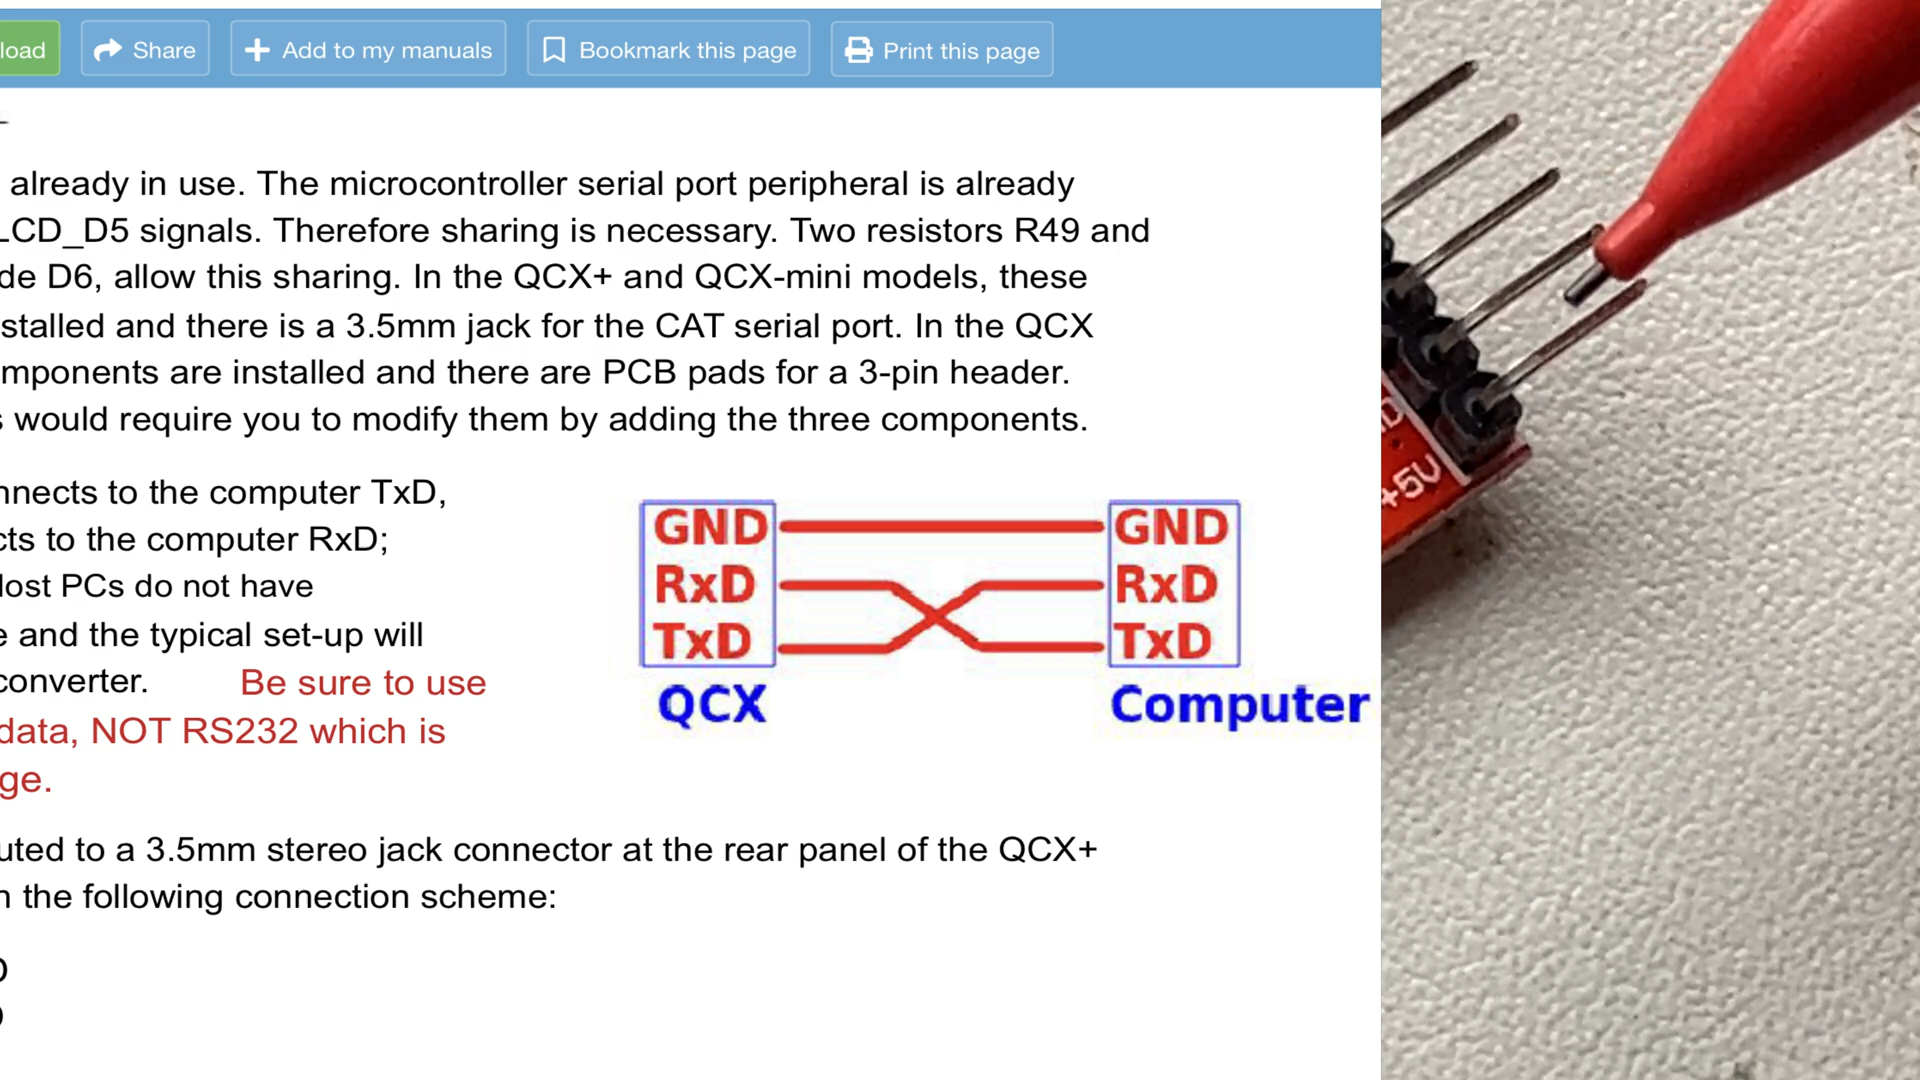 load Share Add to my manuals Bookmark this page Print this page
already in use. The microcontroller serial port peripheral is already
LCD_D5 signals. Therefore sharing is necessary. Two resistors R49 and
de D6, allow this sharing. In the QCX+ and QCX-mini models, these
stalled and there is a 3.5mm jack for the CAT serial port. In the QCX
mponents are installed and there are PCB pads for a 3-pin header.
s would require you to modify them by adding the three components.
nnects to the computer TxD,
cts to the computer RxD;
ost PCs do not have
e and the typical set-up will
converter. Be sure to use
data, NOT RS232 which is
ge.
GND GND
RxD RxD
TxD TxD
QCX Computer
uted to a 3.5mm stereo jack connector at the rear panel of the QCX+
n the following connection scheme:
+5V